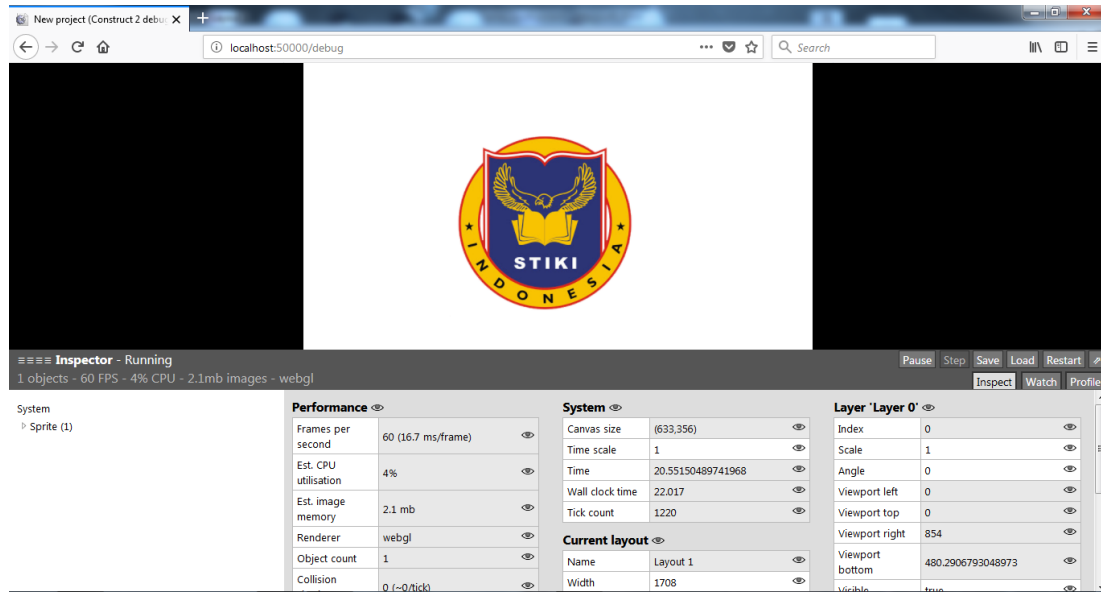 New project (Construct 2 debu
localhost:50000/debug
Search
STIKI
INDONESIA
Inspector - Running
Pause Step Save Load Restart
1 objects - 60 FPS - 4% CPU - 2.1mb images - webgl
Inspect Watch Profile
System
Sprite (1)
Performance
Frames per second 60 (16.7 ms/frame)
Est. CPU utilisation 4%
Est. image memory 2.1 mb
Renderer webgl
Object count 1
Collision 0 (~0/tick)
System
Canvas size (633,356)
Time scale 1
Time 20.55150489741968
Wall clock time 22.017
Tick count 1220
Current layout
Name Layout 1
Width 1708
Layer 'Layer 0'
Index 0
Scale 1
Angle 0
Viewport left 0
Viewport top 0
Viewport right 854
Viewport bottom 480.2906793048973
Visible true